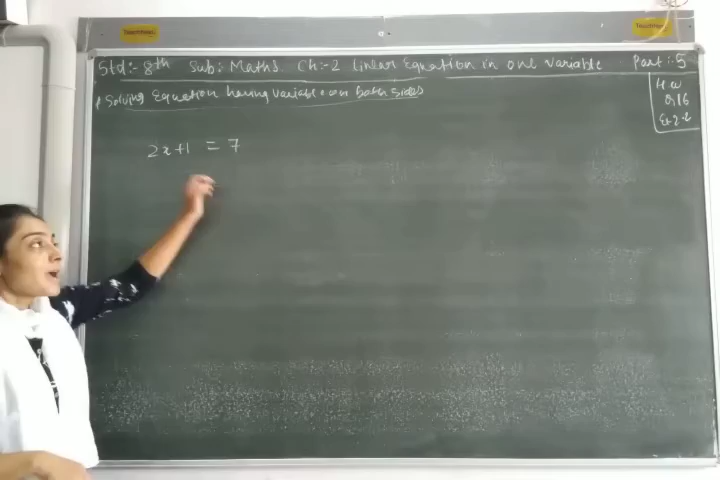 Std:- 8th Sub: Maths. Ch:-2 Linear Equation in one variable Part:-5
Solving Equation having variable on both sides
H.W
Q.16
Ex-2.2
2x+1 = 7